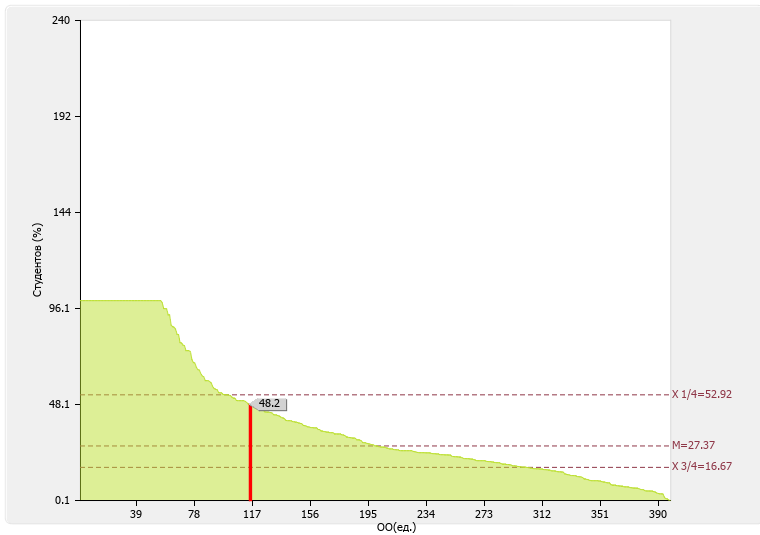 240
192
144
96.1
48.1
0.1
Студентов (%)
48.2
X 1/4=52.92
M=27.37
X 3/4=16.67
39 78 117 156 195 234 273 312 351 390
ОО(ед.)